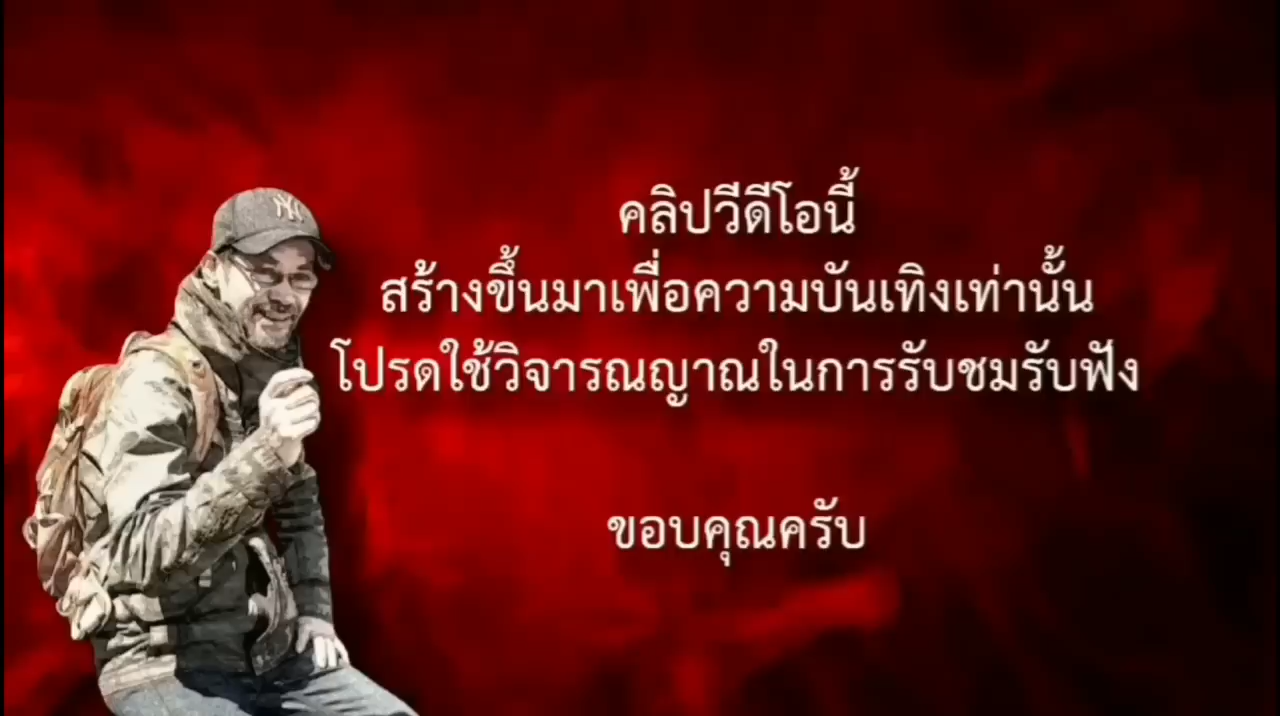 NY
คลิปวีดีโอนี้
สร้างขึ้นมาเพื่อความบันเทิงเท่านั้น
โปรดใช้วิจารณญาณในการรับชมรับฟัง
ขอบคุณครับ